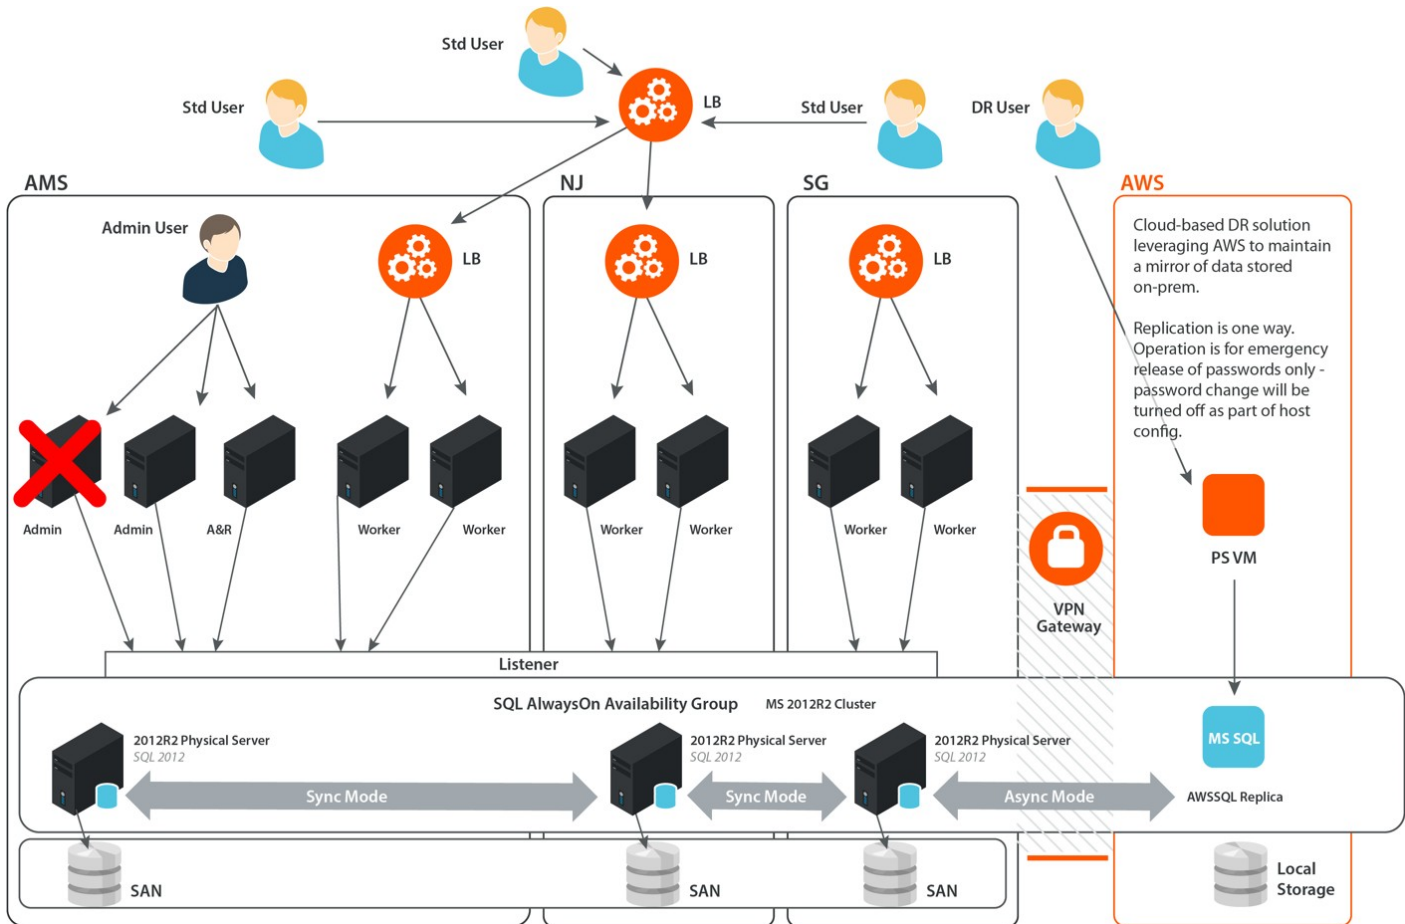 Std User
Std User
LB
Std User
DR User
AMS
NJ
SG
AWS
Admin User
LB
LB
LB
Cloud-based DR solution
leveraging AWS to maintain
a mirror of data stored
on-prem.
Replication is one way.
Operation is for emergency
release of passwords only -
password change will be
turned off as part of host
config.
Admin
Admin
A&R
Worker
Worker
Worker
Worker
Worker
Worker
PS VM
VPN
Gateway
Listener
SQL AlwaysOn Availability Group
MS 2012R2 Cluster
2012R2 Physical Server
SQL 2012
2012R2 Physical Server
SQL 2012
2012R2 Physical Server
SQL 2012
MS SQL
Sync Mode
Sync Mode
Async Mode
AWSSQL Replica
SAN
SAN
SAN
Local
Storage